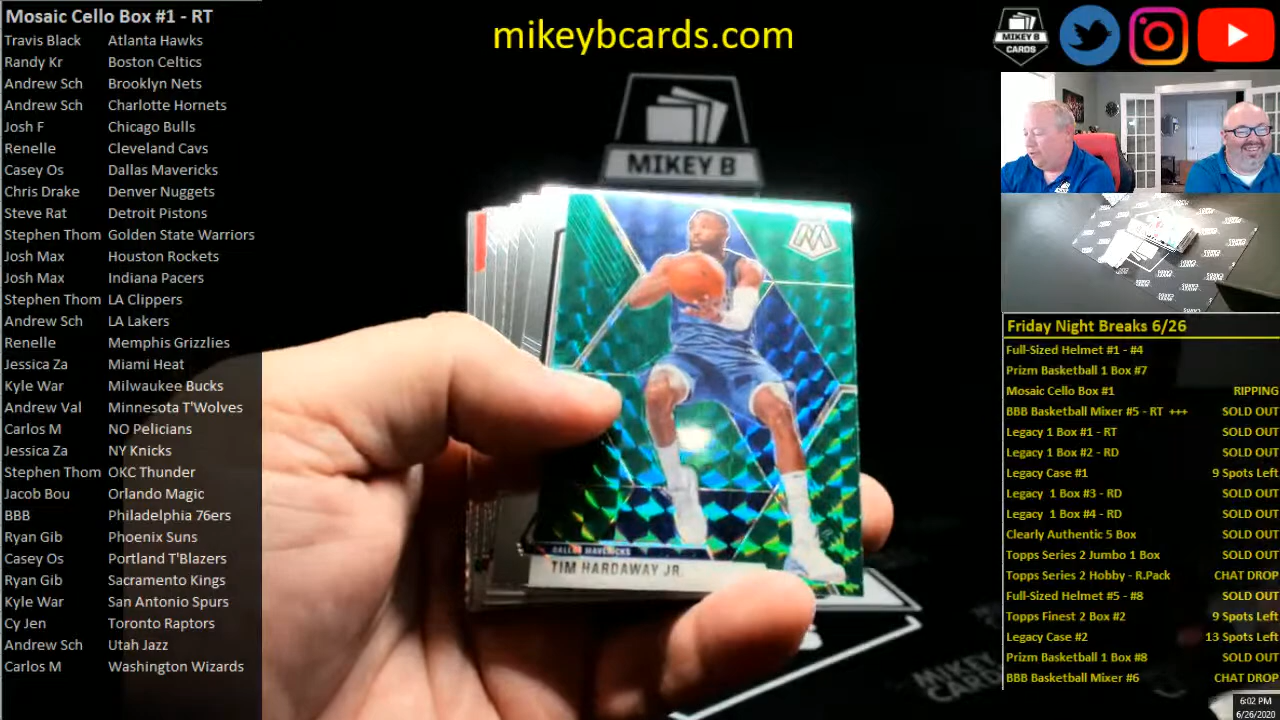 Mosaic Cello Box #1 - RT
Travis Black Atlanta Hawks
Randy Kr Boston Celtics
Andrew Sch Brooklyn Nets
Andrew Sch Charlotte Hornets
Josh F Chicago Bulls
Renelle Cleveland Cavs
Casey Os Dallas Mavericks
Chris Drake Denver Nuggets
Steve Rat Detroit Pistons
Stephen Thom Golden State Warriors
Josh Max Houston Rockets
Josh Max Indiana Pacers
Stephen Thom LA Clippers
Andrew Sch LA Lakers
Renelle Memphis Grizzlies
Jessica Za Miami Heat
Kyle War Milwaukee Bucks
Andrew Val Minnesota T'Wolves
Carlos M NO Pelicians
Jessica Za NY Knicks
Stephen Thom OKC Thunder
Jacob Bou Orlando Magic
BBB Philadelphia 76ers
Ryan Gib Phoenix Suns
Casey Os Portland T'Blazers
Ryan Gib Sacramento Kings
Kyle War San Antonio Spurs
Cy Jen Toronto Raptors
Andrew Sch Utah Jazz
Carlos M Washington Wizards
mikeybcards.com
MIKEY B
M
DALLAS MAVERICKS
TIM HARDAWAY JR.
MIKEY B
CARDS
Friday Night Breaks 6/26
Full-Sized Helmet #1 - #4
Prizm Basketball 1 Box #7
Mosaic Cello Box #1 RIPPING
BBB Basketball Mixer #5 - RT +++ SOLD OUT
Legacy 1 Box #1 - RT SOLD OUT
Legacy 1 Box #2 - RD SOLD OUT
Legacy Case #1 9 Spots Left
Legacy 1 Box #3 - RD SOLD OUT
Legacy 1 Box #4 - RD SOLD OUT
Clearly Authentic 5 Box SOLD OUT
Topps Series 2 Jumbo 1 Box SOLD OUT
Topps Series 2 Hobby - R.Pack CHAT DROP
Full-Sized Helmet #5 - #8 SOLD OUT
Topps Finest 2 Box #2 9 Spots Left
Legacy Case #2 13 Spots Left
Prizm Basketball 1 Box #8 SOLD OUT
BBB Basketball Mixer #6 CHAT DROP
6:02 PM
6/26/2020